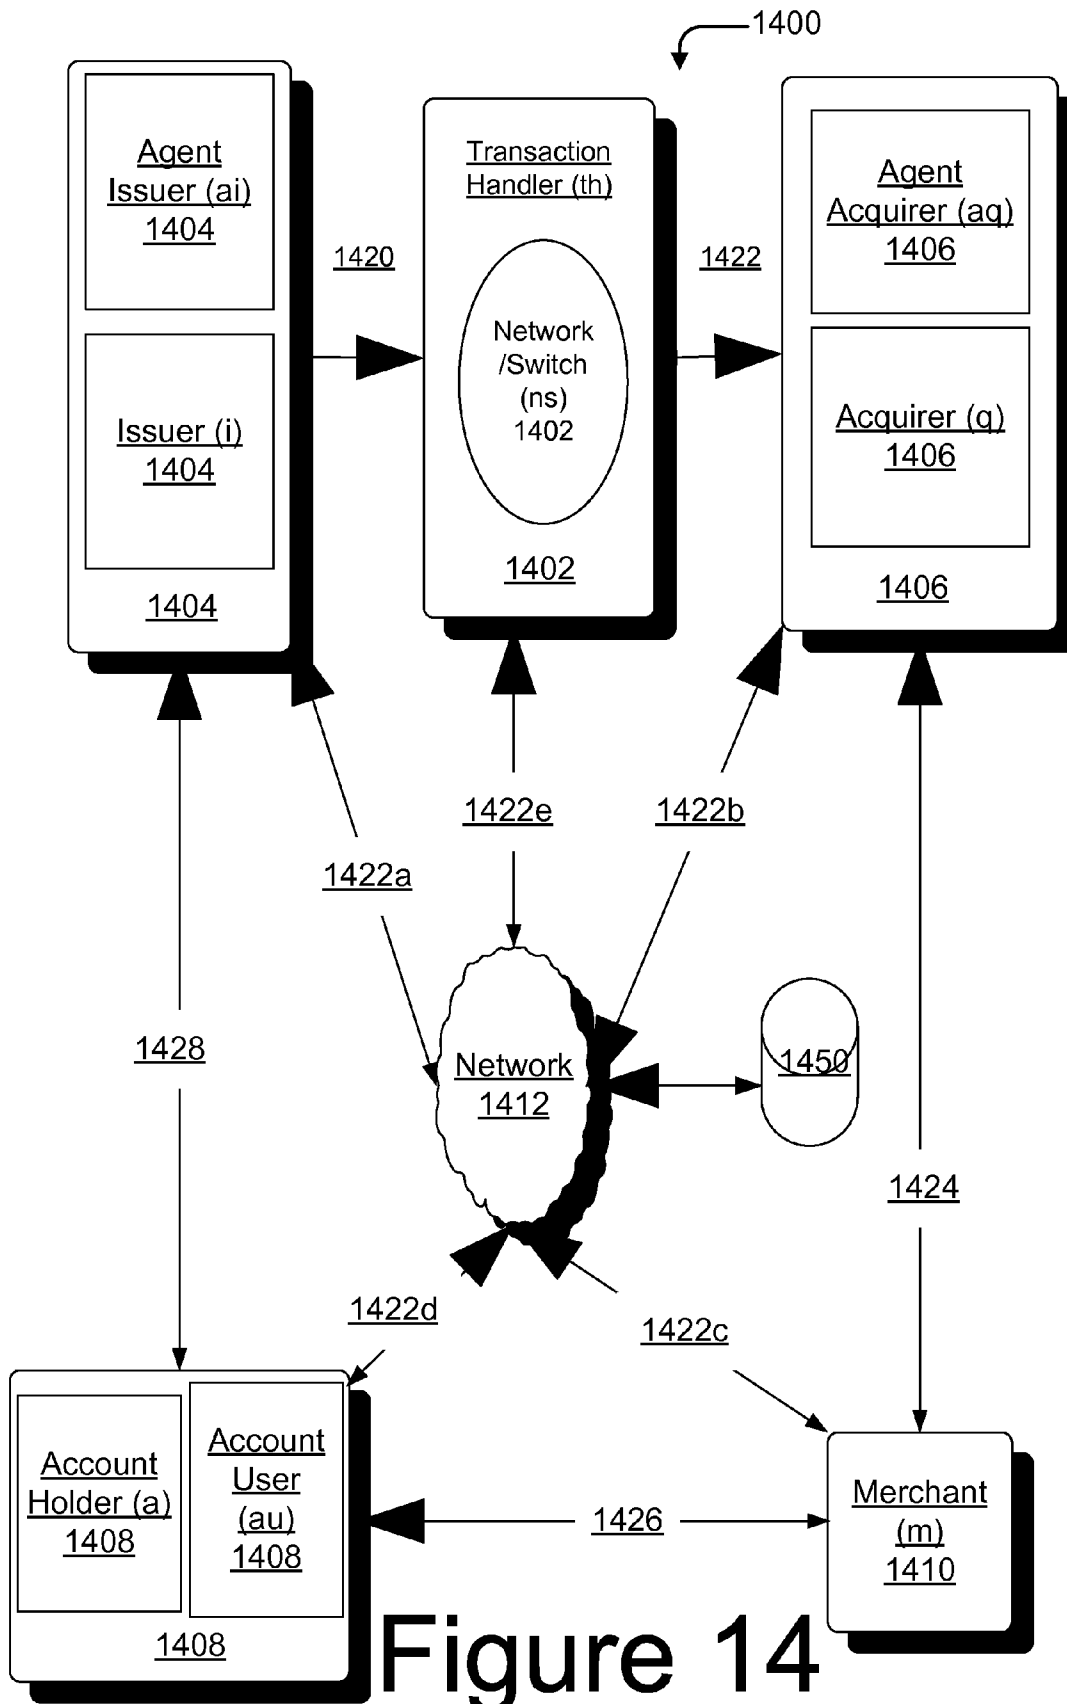 1400
Agent
Issuer (ai)
1404
Issuer (i)
1404
1404
1420
Transaction
Handler (th)
Network
/Switch
(ns)
1402
1402
1422
Agent
Acquirer (aq)
1406
Acquirer (q)
1406
1406
1422e
1422b
1422a
1428
Network
1412
1450
1424
1422d
1422c
Account
Holder (a)
1408
Account
User
(au)
1408
1408
1426
Merchant
(m)
1410
Figure 14